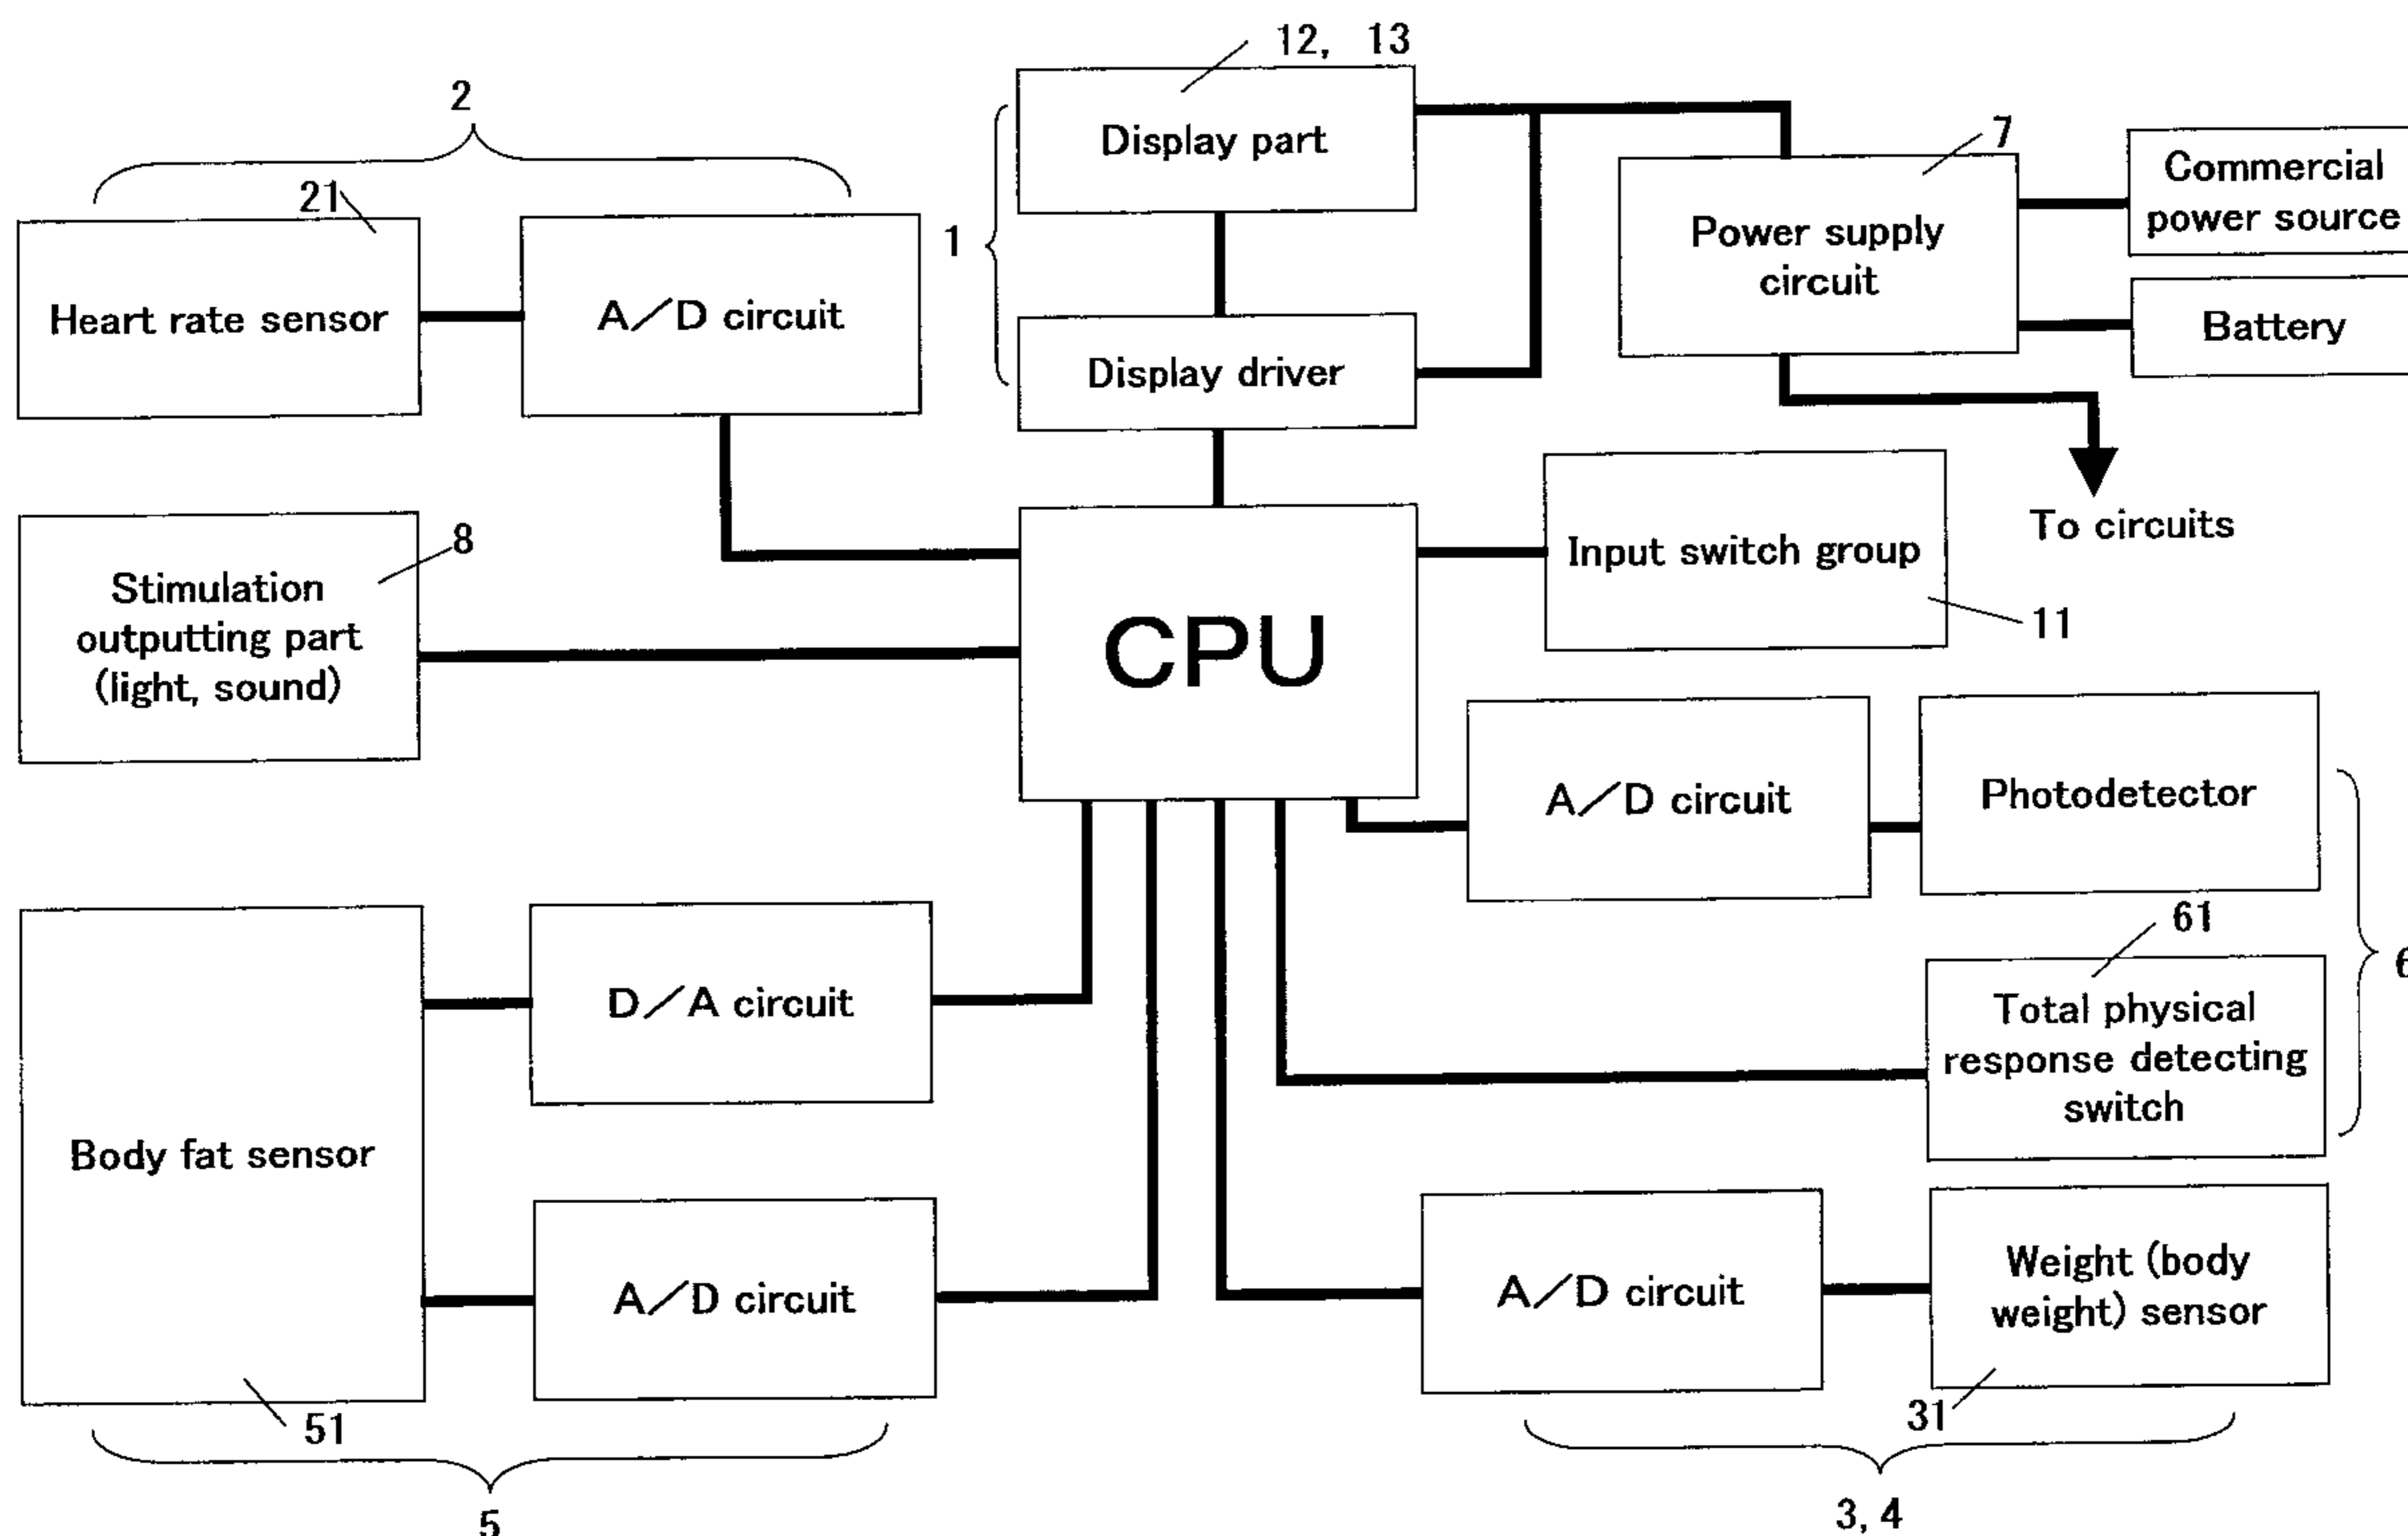 12, 13
2
Display part
7
Commercial
power source
21
1
Power supply
circuit
Heart rate sensor
A/D circuit
Battery
Display driver
To circuits
8
Input switch group
Stimulation
outputting part
(light, sound)
11
CPU
A/D circuit
Photodetector
61
6
D/A circuit
Total physical
response detecting
switch
Body fat sensor
A/D circuit
A/D circuit
Weight (body
weight) sensor
51
31
5
3, 4